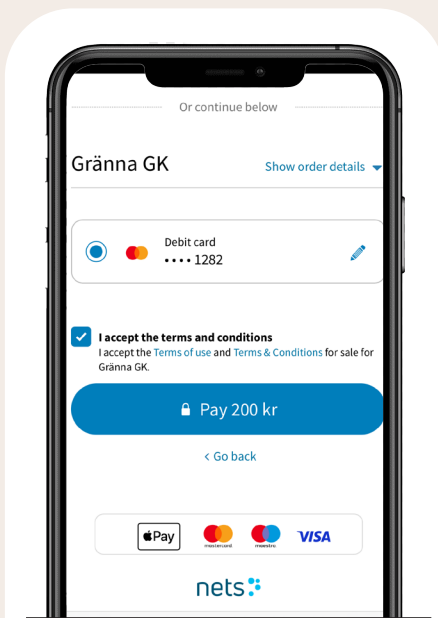 Or continue below
Gränna GK
Show order details
Debit card
•••• 1282
I accept the terms and conditions
I accept the Terms of use and Terms & Conditions for sale for
Gränna GK.
Pay 200 kr
< Go back
Pay
mastercard
maestro
VISA
nets